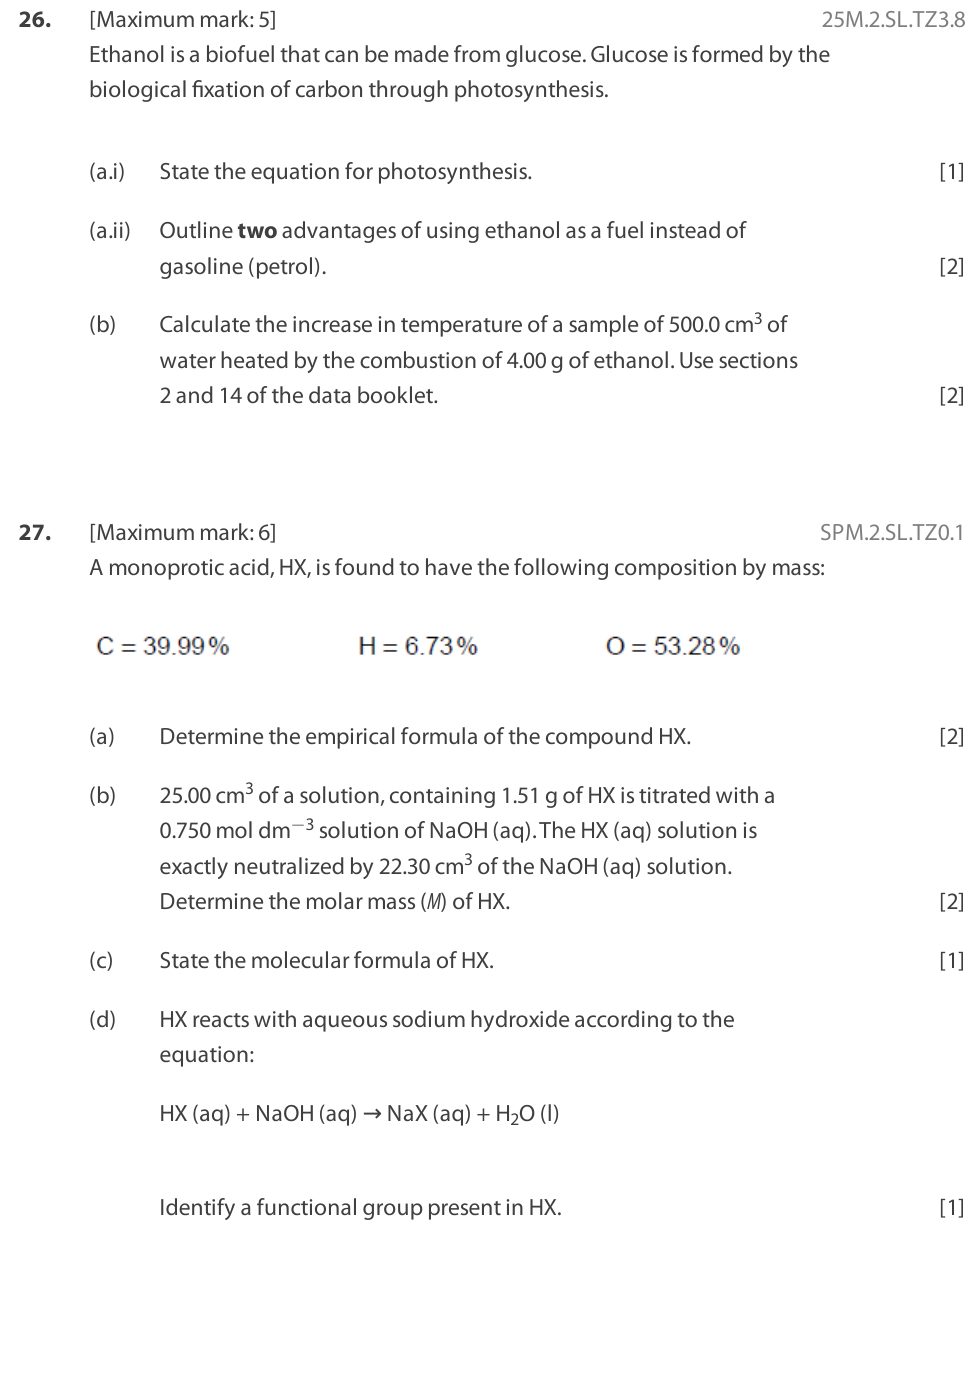 26. [Maximum mark: 5] 25M.2.SL.TZ3.8
Ethanol is a biofuel that can be made from glucose. Glucose is formed by the
biological fixation of carbon through photosynthesis.
(a.i) State the equation for photosynthesis. [1]
(a.ii) Outline two advantages of using ethanol as a fuel instead of
gasoline (petrol). [2]
(b) Calculate the increase in temperature of a sample of 500.0 cm³ of
water heated by the combustion of 4.00 g of ethanol. Use sections
2 and 14 of the data booklet. [2]
27. [Maximum mark: 6] SPM.2.SL.TZ0.1
A monoprotic acid, HX, is found to have the following composition by mass:
C = 39.99% H = 6.73% O = 53.28%
(a) Determine the empirical formula of the compound HX. [2]
(b) 25.00 cm³ of a solution, containing 1.51 g of HX is titrated with a
0.750 mol dm⁻³ solution of NaOH (aq). The HX (aq) solution is
exactly neutralized by 22.30 cm³ of the NaOH (aq) solution.
Determine the molar mass (M) of HX. [2]
(c) State the molecular formula of HX. [1]
(d) HX reacts with aqueous sodium hydroxide according to the
equation:
HX (aq) + NaOH (aq) → NaX (aq) + H₂O (l)
Identify a functional group present in HX. [1]